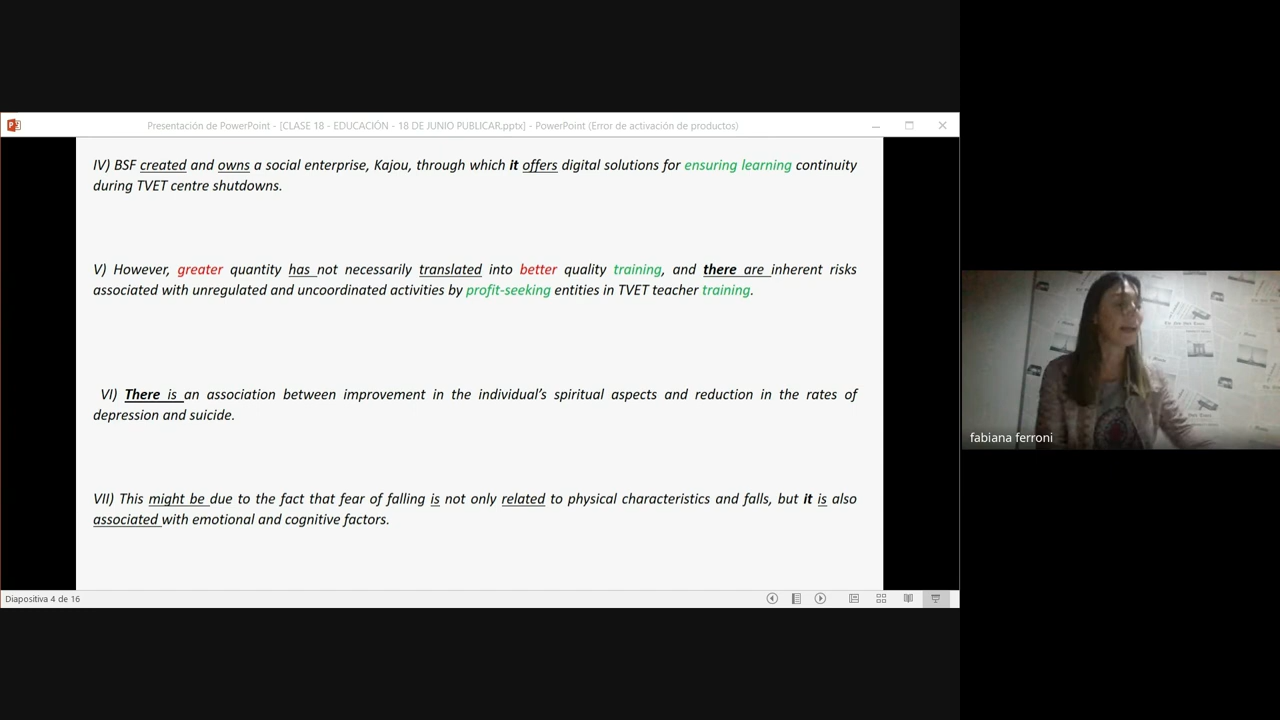 Presentación de PowerPoint - [CLASE 18 - EDUCACIÓN - 18 DE JUNIO PUBLICAR.pptx] - PowerPoint (Error de activación de productos)
IV) BSF created and owns a social enterprise, Kajou, through which it offers digital solutions for ensuring learning continuity
during TVET centre shutdowns.
V) However, greater quantity has not necessarily translated into better quality training, and there are inherent risks
associated with unregulated and uncoordinated activities by profit-seeking entities in TVET teacher training.
VI) There is an association between improvement in the individual's spiritual aspects and reduction in the rates of
depression and suicide.
VII) This might be due to the fact that fear of falling is not only related to physical characteristics and falls, but it is also
associated with emotional and cognitive factors.
fabiana ferroni
Diapositiva 4 de 16